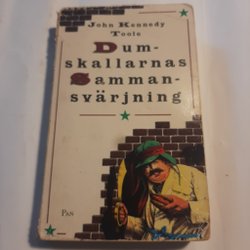 John Kennedy
Toole
Dum-
skallarnas
Samman-
svärjning
PAN